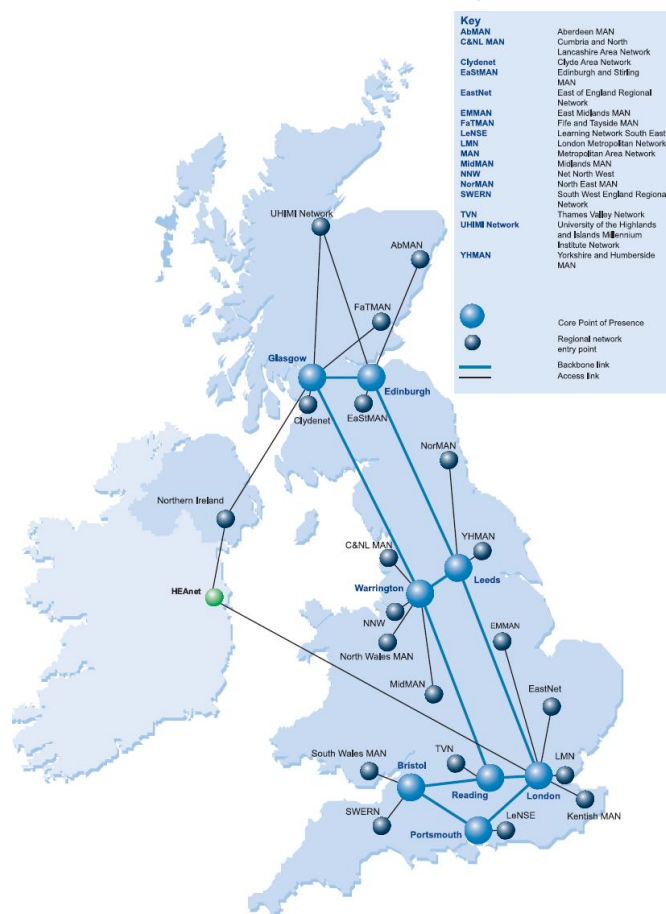 Key
AbMAN Aberdeen MAN
C&NL MAN Cumbria and North
Lancashire Area Network
Clydenet Clyde Area Network
EaStMAN Edinburgh and Stirling
MAN
EastNet East of England Regional
Network
EMMAN East Midlands MAN
FaTMAN Fife and Tayside MAN
LeNSE Learning Network South East
LMN London Metropolitan Network
MAN Metropolitan Area Network
MidMAN Midlands MAN
NNW Net North West
NorMAN North East MAN
SWERN South West England Regional
Network
TVN Thames Valley Network
UHIMI Network University of the Highlands
and Islands Millennium
Institute Network
YHMAN Yorkshire and Humberside
MAN
Core Point of Presence
Regional network
entry point
Backbone link
Access link
UHIMI Network
AbMAN
FaTMAN
Glasgow
Edinburgh
Clydenet
EaStMAN
NorMAN
Northern Ireland
YHMAN
C&NL MAN
Leeds
Warrington
HEAnet
NNW
EMMAN
North Wales MAN
MidMAN
EastNet
TVN
South Wales MAN
Bristol
LMN
Reading
London
SWERN
Portsmouth
LeNSE
Kentish MAN